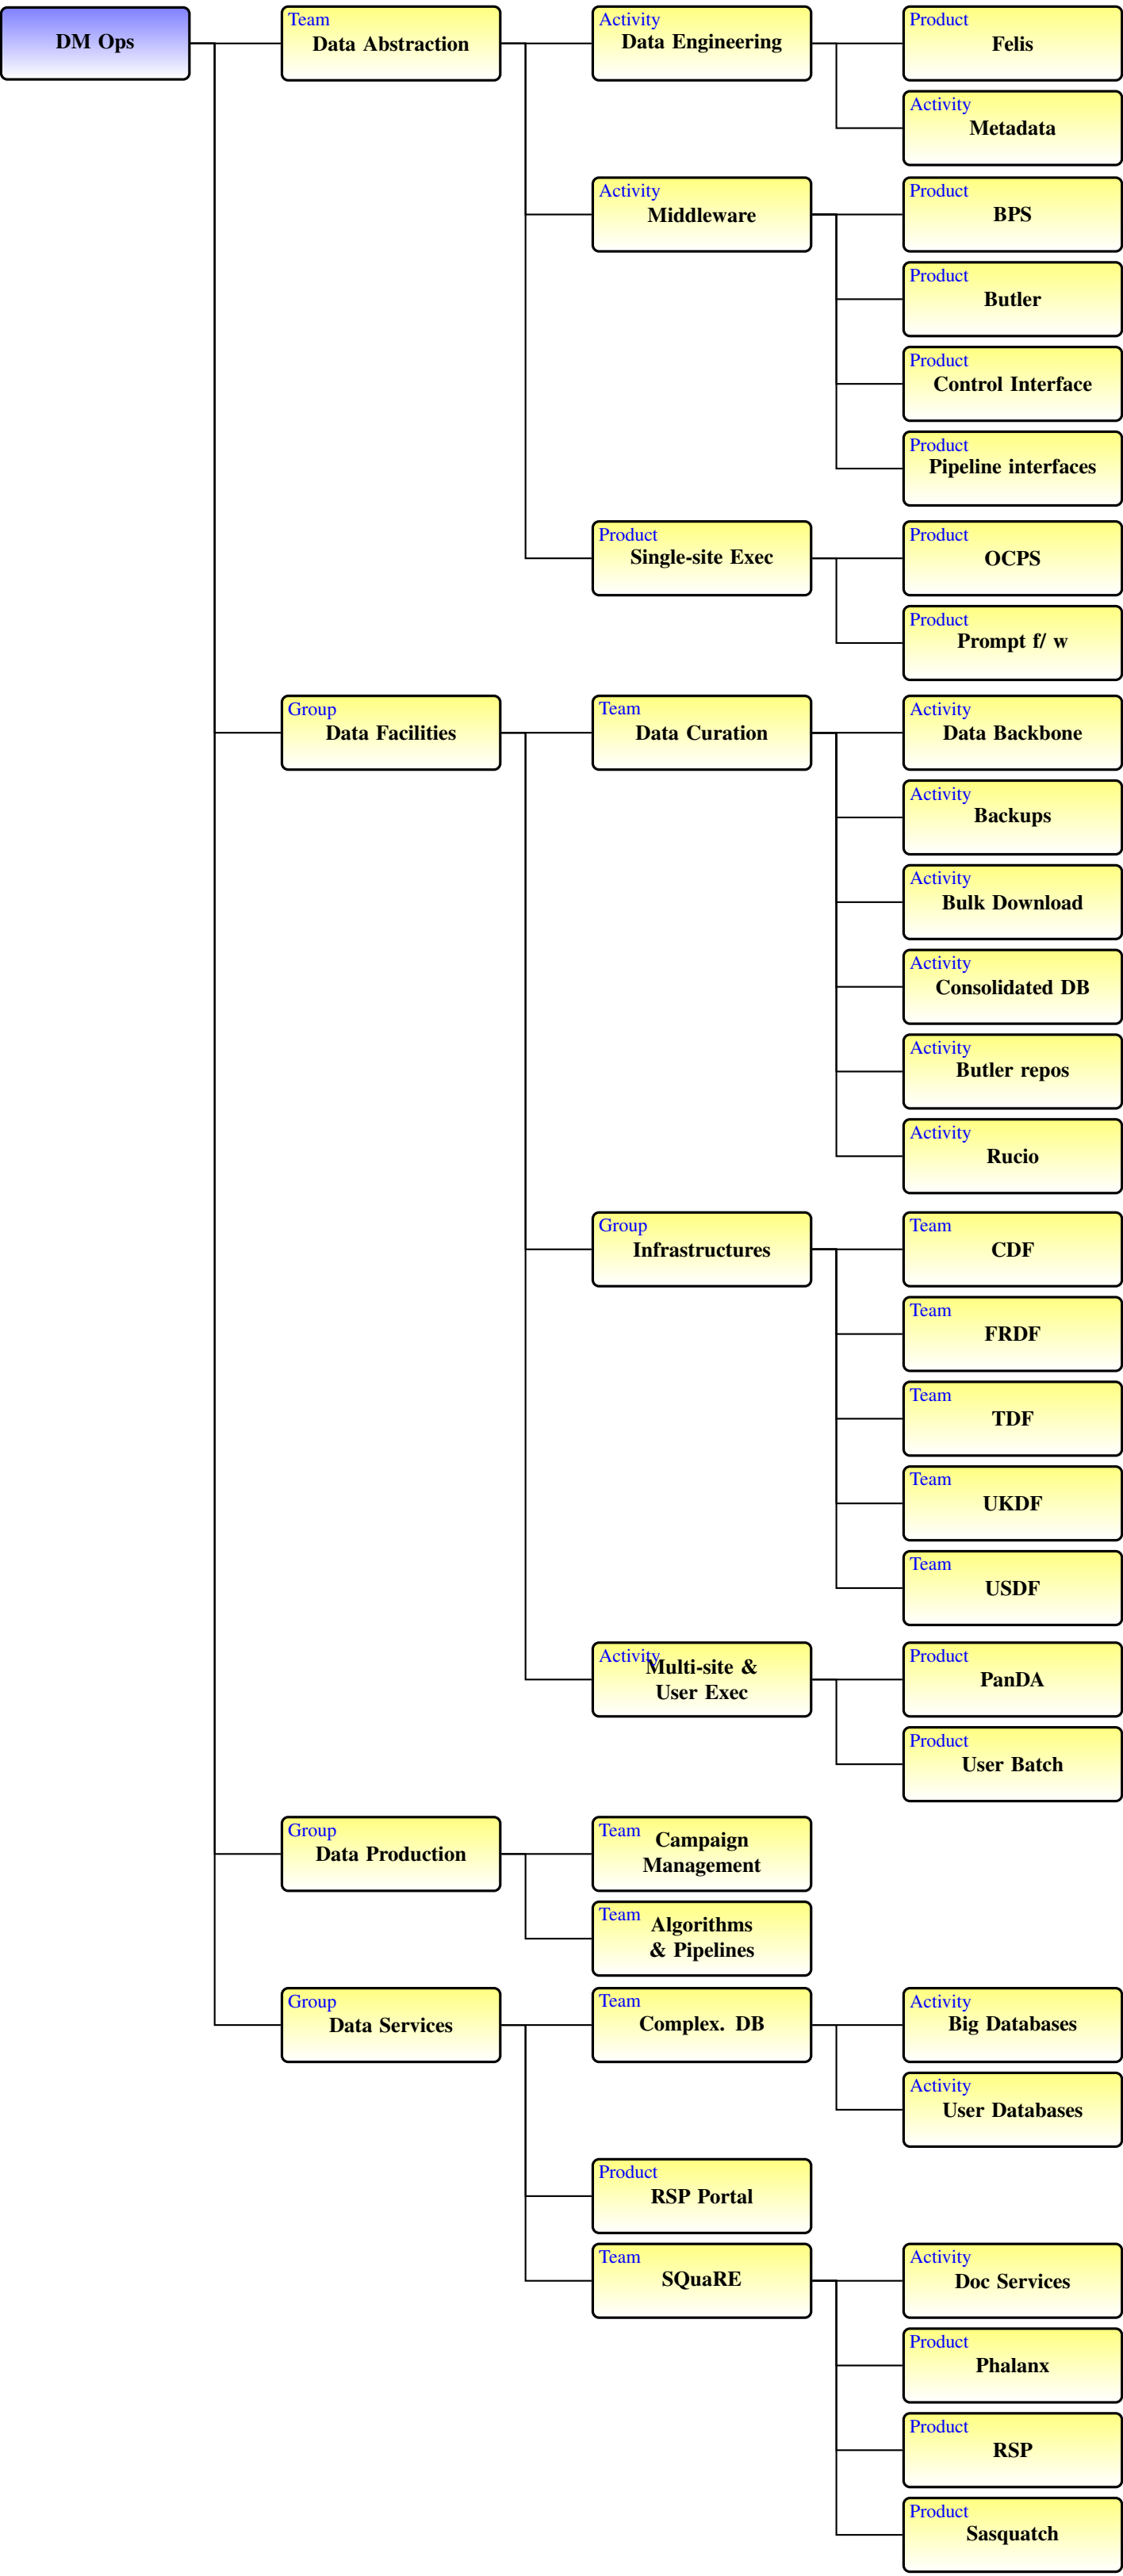 DM Ops
Team
Data Abstraction
Activity
Data Engineering
Product
Felis
Activity
Metadata
Activity
Middleware
Product
BPS
Product
Butler
Product
Control Interface
Product
Pipeline interfaces
Product
Single-site Exec
Product
OCPS
Product
Prompt f/ w
Group
Data Facilities
Team
Data Curation
Activity
Data Backbone
Activity
Backups
Activity
Bulk Download
Activity
Consolidated DB
Activity
Butler repos
Activity
Rucio
Group
Infrastructures
Team
CDF
Team
FRDF
Team
TDF
Team
UKDF
Team
USDF
Activity
Multi-site &
User Exec
Product
PanDA
Product
User Batch
Group
Data Production
Team
Campaign
Management
Team
Algorithms
& Pipelines
Group
Data Services
Team
Complex. DB
Activity
Big Databases
Activity
User Databases
Product
RSP Portal
Team
SQuaRE
Activity
Doc Services
Product
Phalanx
Product
RSP
Product
Sasquatch